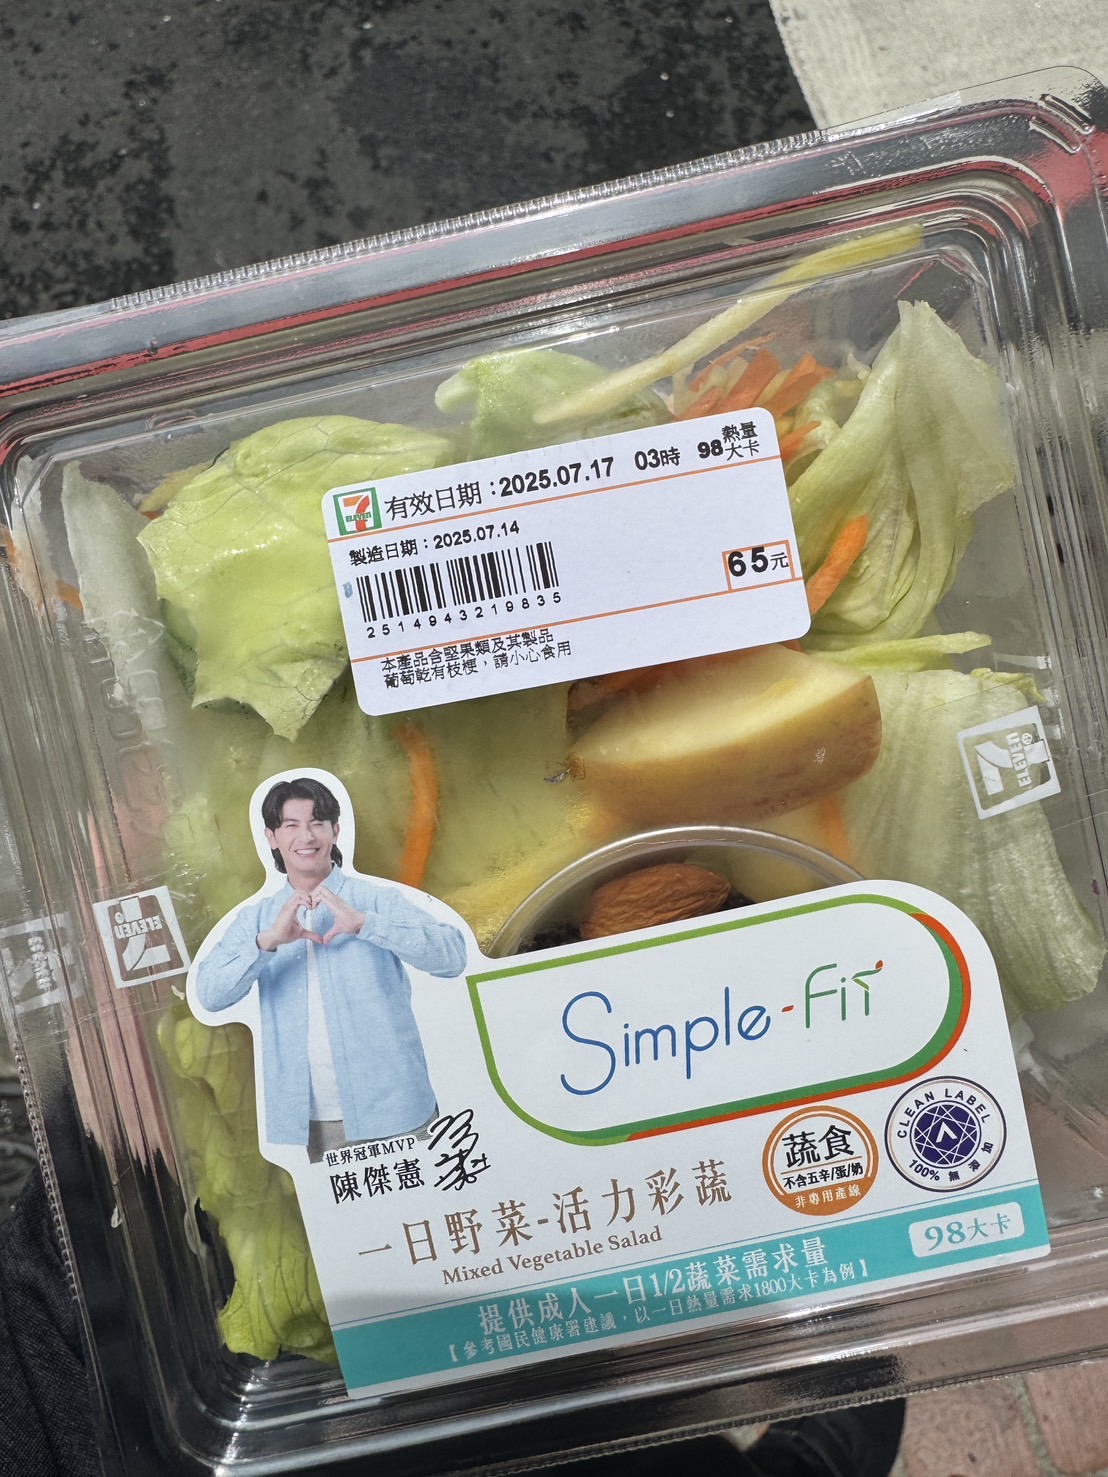 7
ELEVEN
有效日期：2025.07.17 03時
98
熱量
大卡
製造日期：2025.07.14
2514943219835
65元
本產品含堅果類及其製品
葡萄乾有枝梗，請小心食用
7
ELEVEN
7
ELEVEN
Simple-Fit
世界冠軍MVP
陳傑憲
一日野菜-活力彩蔬
Mixed Vegetable Salad
蔬食
不含五辛/蛋/奶
非專用產線
CLEAN LABEL
100% 無添加
98大卡
提供成人一日1/2蔬菜需求量
【參考國民健康署建議，以一日熱量需求1800大卡為例】